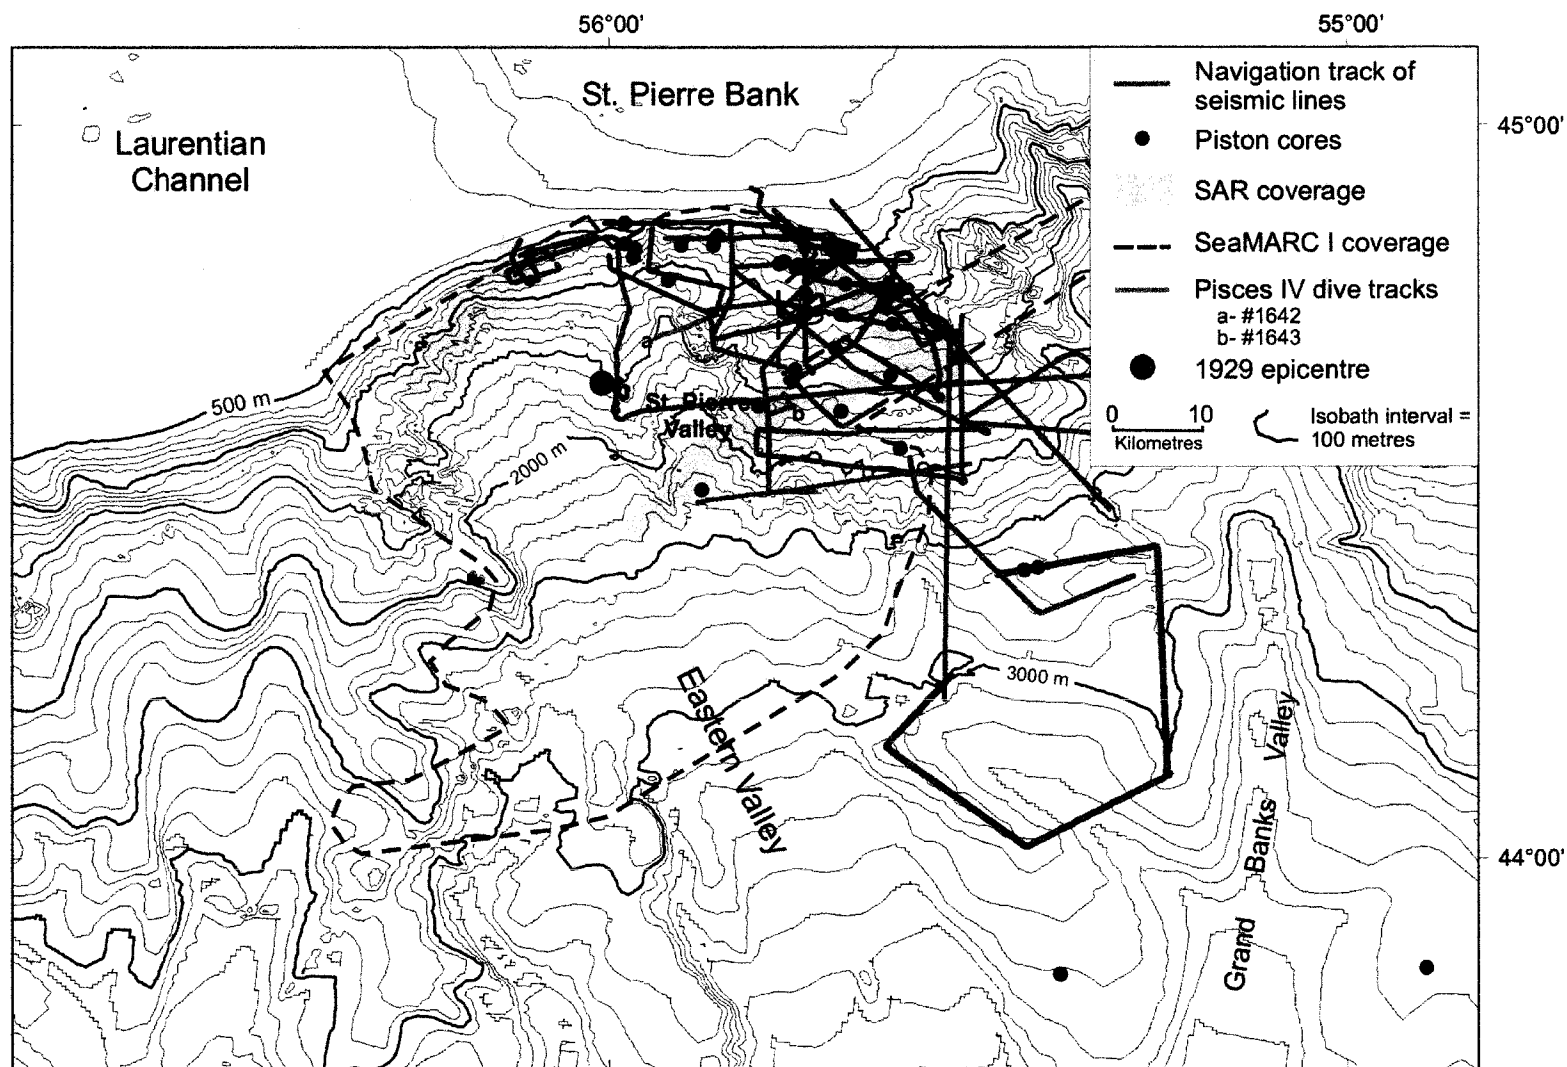 56°00'
55°00'
St. Pierre Bank
Laurentian
Channel
45°00'
Navigation track of
seismic lines
Piston cores
SAR coverage
SeaMARC I coverage
Pisces IV dive tracks
a- #1642
b- #1643
1929 epicentre
0 10
Kilometres
Isobath interval =
100 metres
500 m
a
St. Pierre
Valley
b
2000 m
3000 m
Eastern Valley
Grand Banks Valley
44°00'